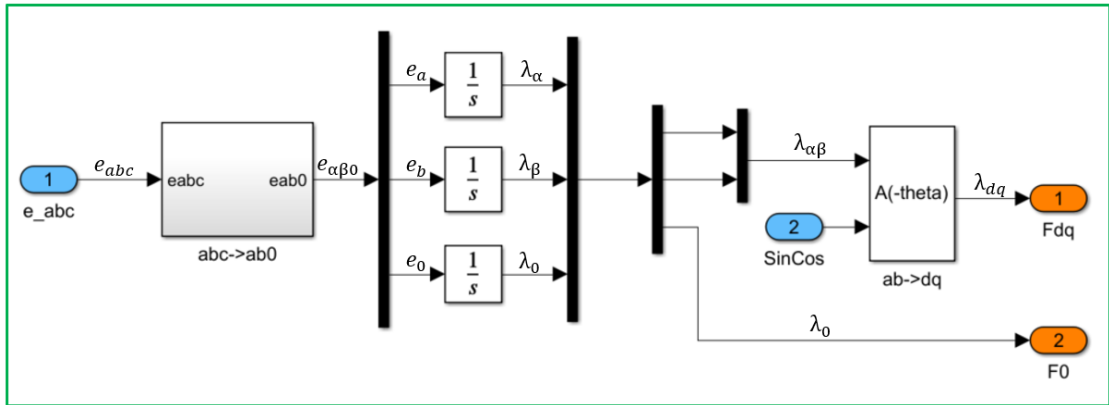 1
e_abc
e_abc
eabc
eab0
abc->ab0
e_αβ0
e_a
1
s
λ_α
e_b
1
s
λ_β
e_0
1
s
λ_0
λ_αβ
2
SinCos
A(-theta)
ab->dq
λ_dq
1
Fdq
λ_0
2
F0